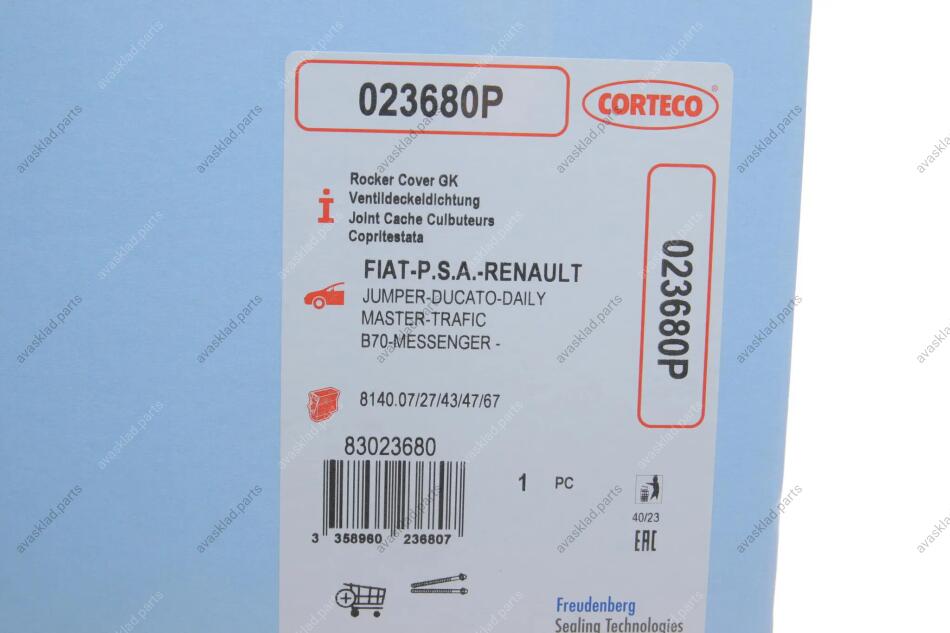 023680P
CORTECO®
Rocker Cover GK
Ventildeckeldichtung
Joint Cache Culbuteurs
Copritestata
023680P
FIAT-P.S.A.-RENAULT
JUMPER-DUCATO-DAILY
MASTER-TRAFIC
B70-MESSENGER -
8140.07/27/43/47/67
83023680
1 PC
3 358960 236807
40/23
EAC
Freudenberg
Sealing Technologies
avasklad.parts